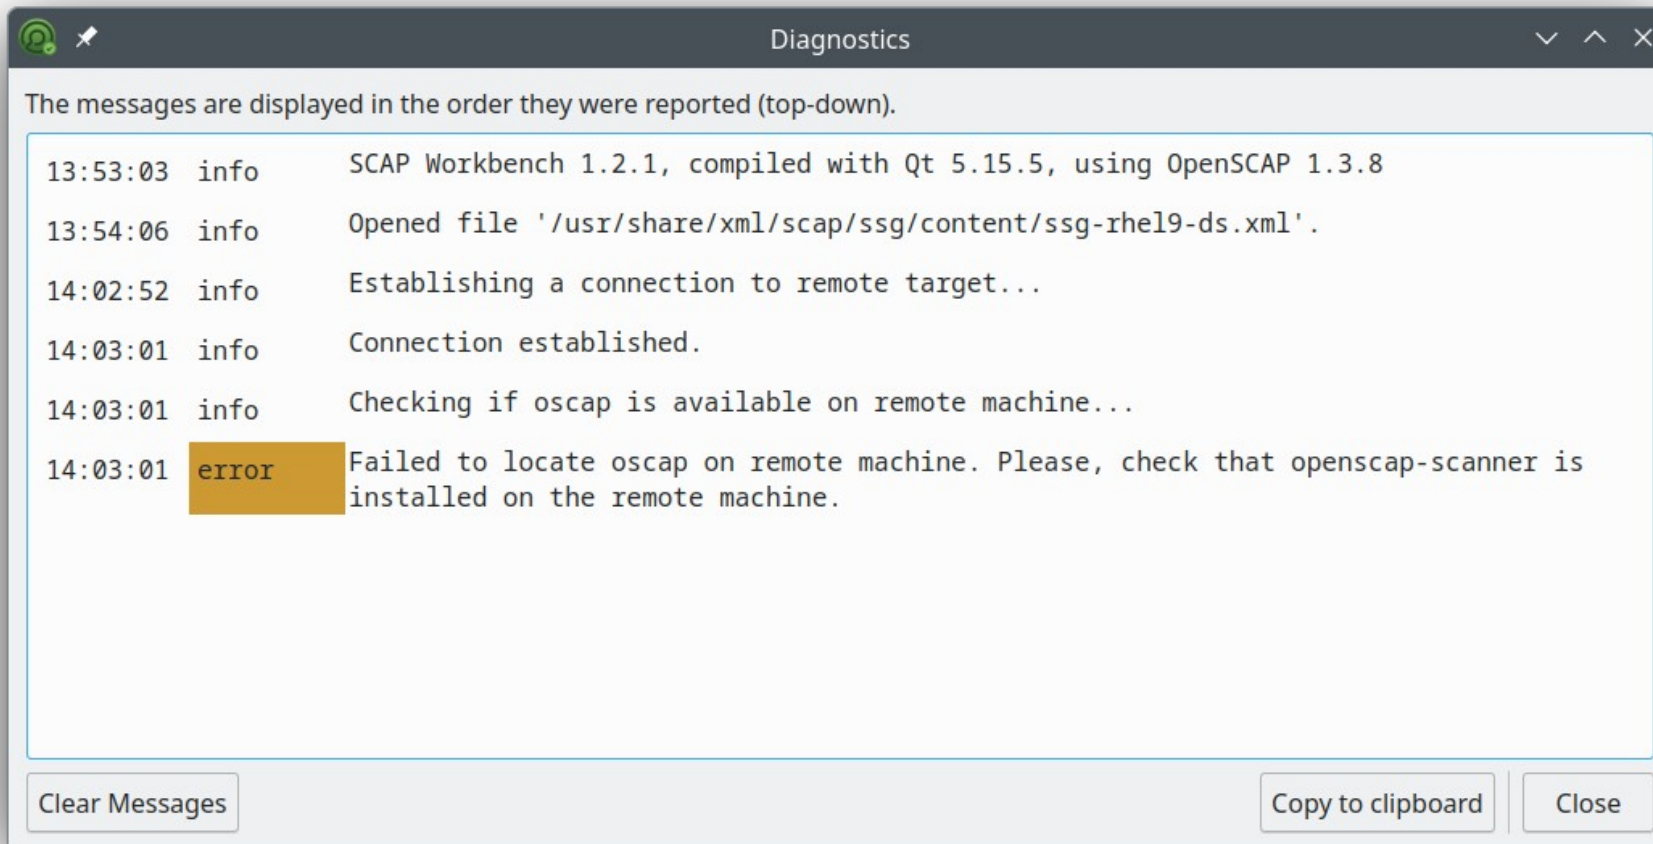 Diagnostics
The messages are displayed in the order they were reported (top-down).
13:53:03 info SCAP Workbench 1.2.1, compiled with Qt 5.15.5, using OpenSCAP 1.3.8
13:54:06 info Opened file '/usr/share/xml/scap/ssg/content/ssg-rhel9-ds.xml'.
14:02:52 info Establishing a connection to remote target...
14:03:01 info Connection established.
14:03:01 info Checking if oscap is available on remote machine...
14:03:01 error Failed to locate oscap on remote machine. Please, check that openscap-scanner is
installed on the remote machine.
Clear Messages Copy to clipboard Close